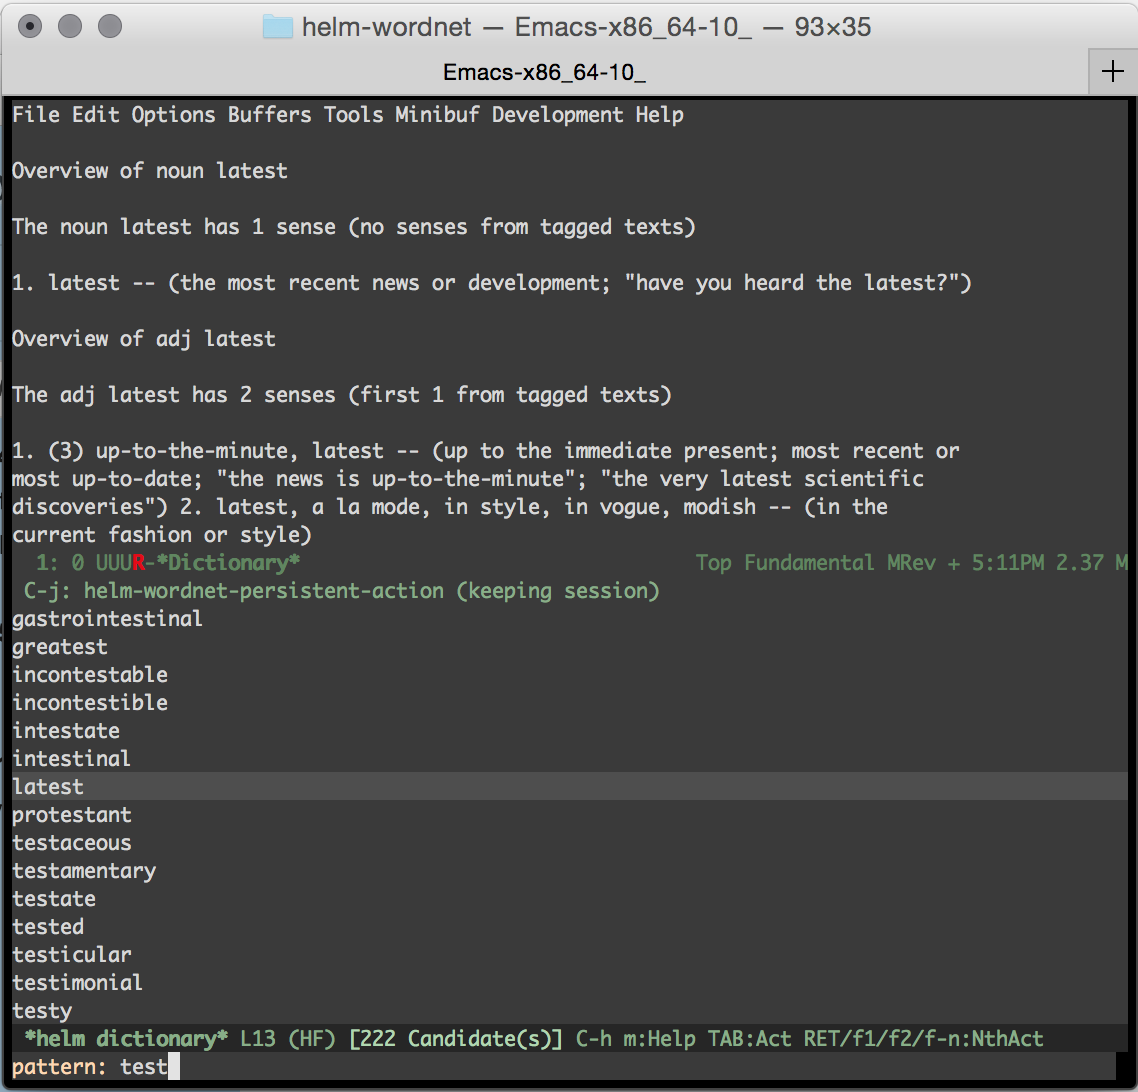 helm-wordnet — Emacs-x86_64-10_ — 93×35
Emacs-x86_64-10_
File Edit Options Buffers Tools Minibuf Development Help
Overview of noun latest
The noun latest has 1 sense (no senses from tagged texts)
1. latest -- (the most recent news or development; "have you heard the latest?")
Overview of adj latest
The adj latest has 2 senses (first 1 from tagged texts)
1. (3) up-to-the-minute, latest -- (up to the immediate present; most recent or
most up-to-date; "the news is up-to-the-minute"; "the very latest scientific
discoveries") 2. latest, a la mode, in style, in vogue, modish -- (in the
current fashion or style)
1: 0 UUUR-*Dictionary* Top Fundamental MRev + 5:11PM 2.37 M
C-j: helm-wordnet-persistent-action (keeping session)
gastrointestinal
greatest
incontestable
incontestible
intestate
intestinal
latest
protestant
testaceous
testamentary
testate
tested
testicular
testimonial
testy
*helm dictionary* L13 (HF) [222 Candidate(s)] C-h m:Help TAB:Act RET/f1/f2/f-n:NthAct
pattern: test